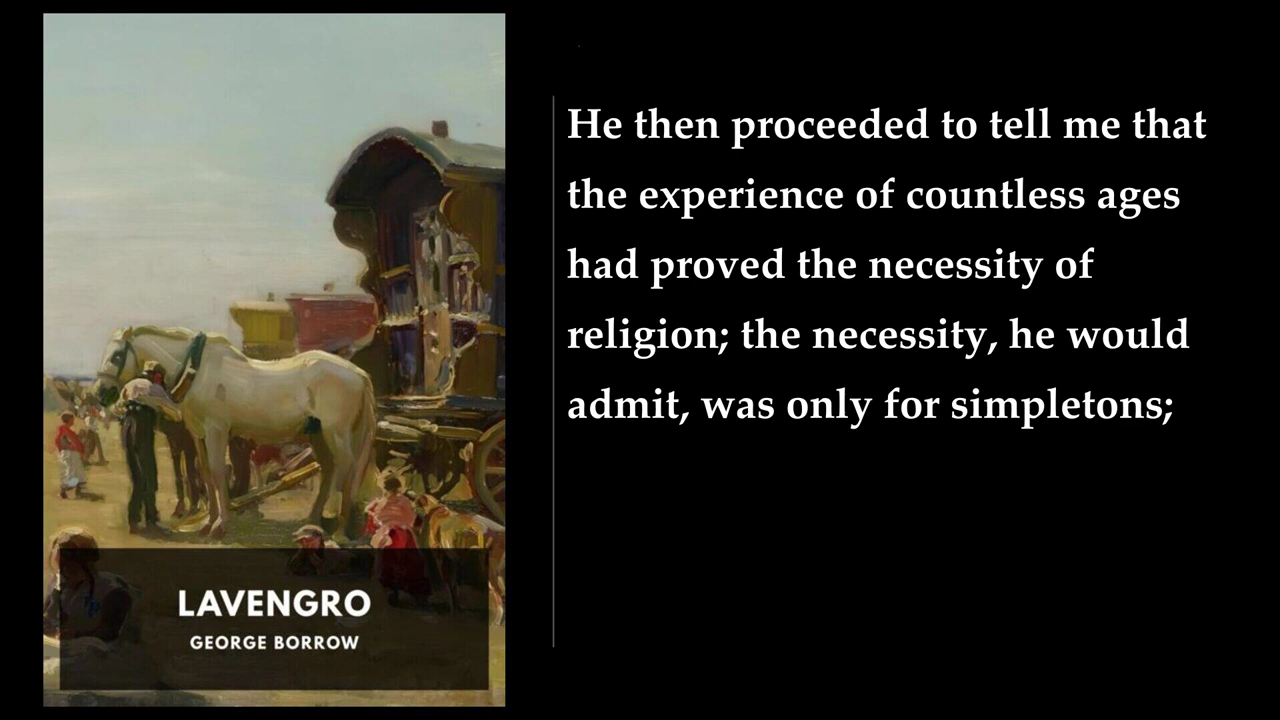 LAVENGRO
GEORGE BORROW
He then proceeded to tell me that
the experience of countless ages
had proved the necessity of
religion; the necessity, he would
admit, was only for simpletons;